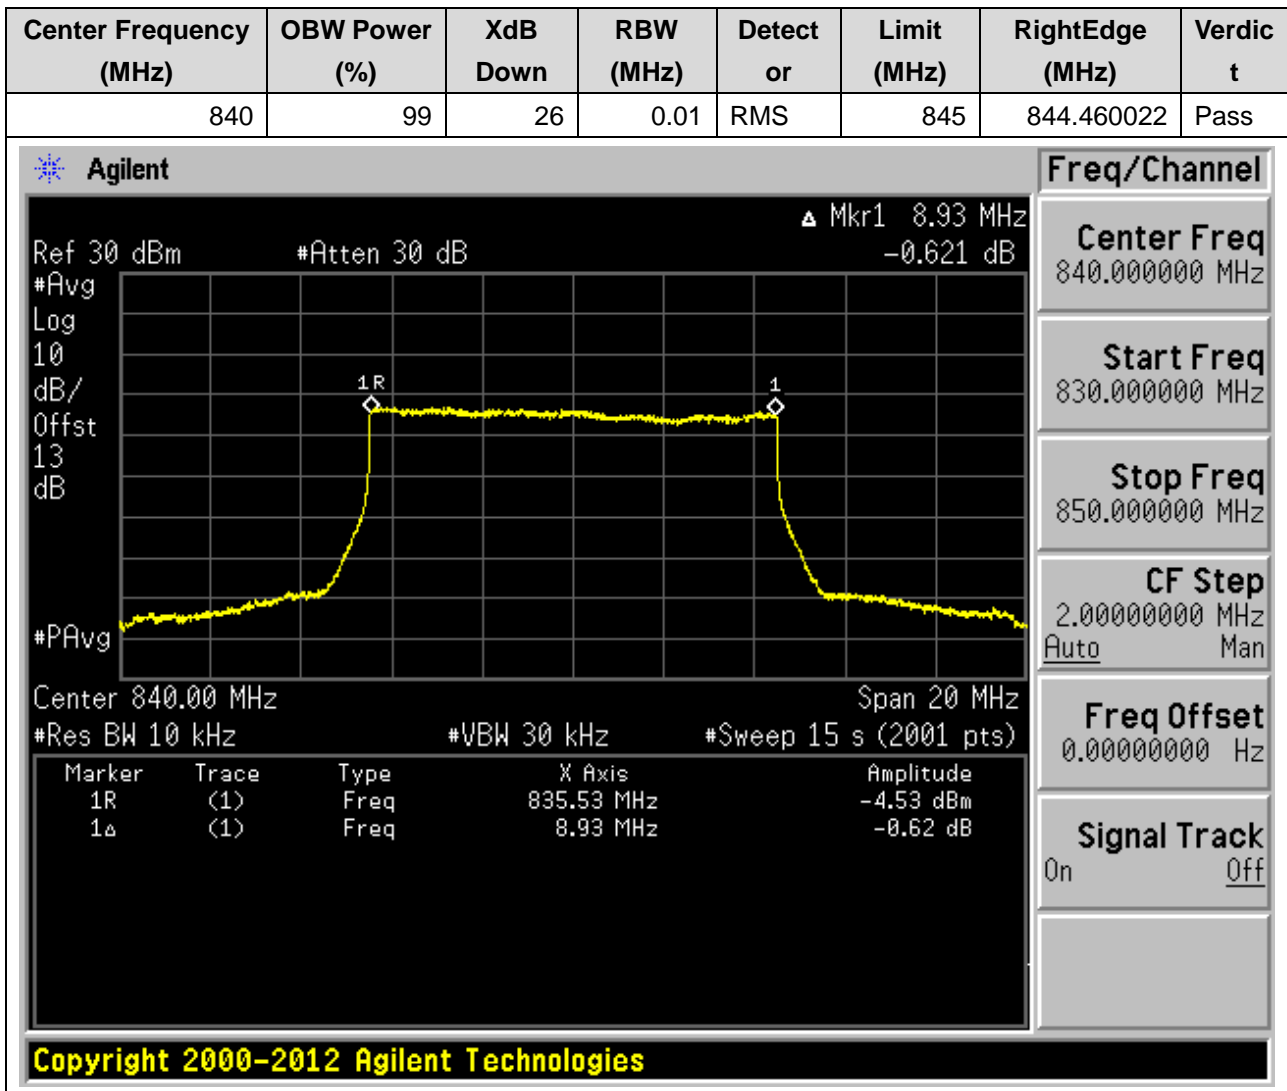 Center Frequency (MHz) OBW Power (%) XdB Down RBW (MHz) Detect or Limit (MHz) RightEdge (MHz) Verdic t
840 99 26 0.01 RMS 845 844.460022 Pass
Agilent
Freq/Channel
Δ Mkr1 8.93 MHz
Ref 30 dBm #Atten 30 dB -0.621 dB
#Avg
Log
10
dB/
Offst
13
dB
#PAvg
1R
1
Center 840.00 MHz Span 20 MHz
#Res BW 10 kHz #VBW 30 kHz #Sweep 15 s (2001 pts)
Marker Trace Type X Axis Amplitude
1R (1) Freq 835.53 MHz -4.53 dBm
1Δ (1) Freq 8.93 MHz -0.62 dB
Center Freq
840.000000 MHz
Start Freq
830.000000 MHz
Stop Freq
850.000000 MHz
CF Step
2.00000000 MHz
Auto Man
Freq Offset
0.00000000 Hz
Signal Track
On Off
Copyright 2000-2012 Agilent Technologies